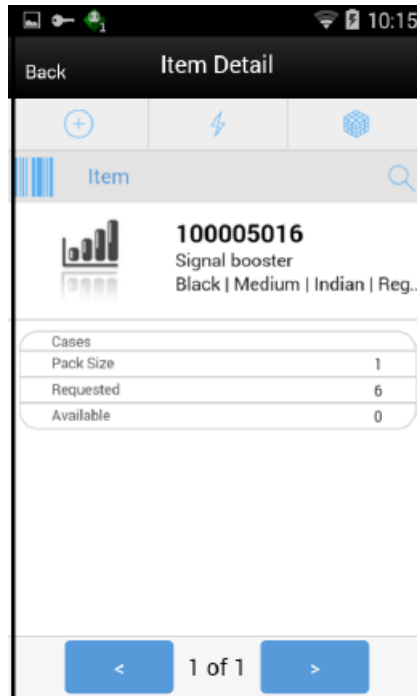 1 10:15
Back Item Detail
Item
100005016
Signal booster
Black | Medium | Indian | Reg..
Cases
Pack Size 1
Requested 6
Available 0
< 1 of 1 >